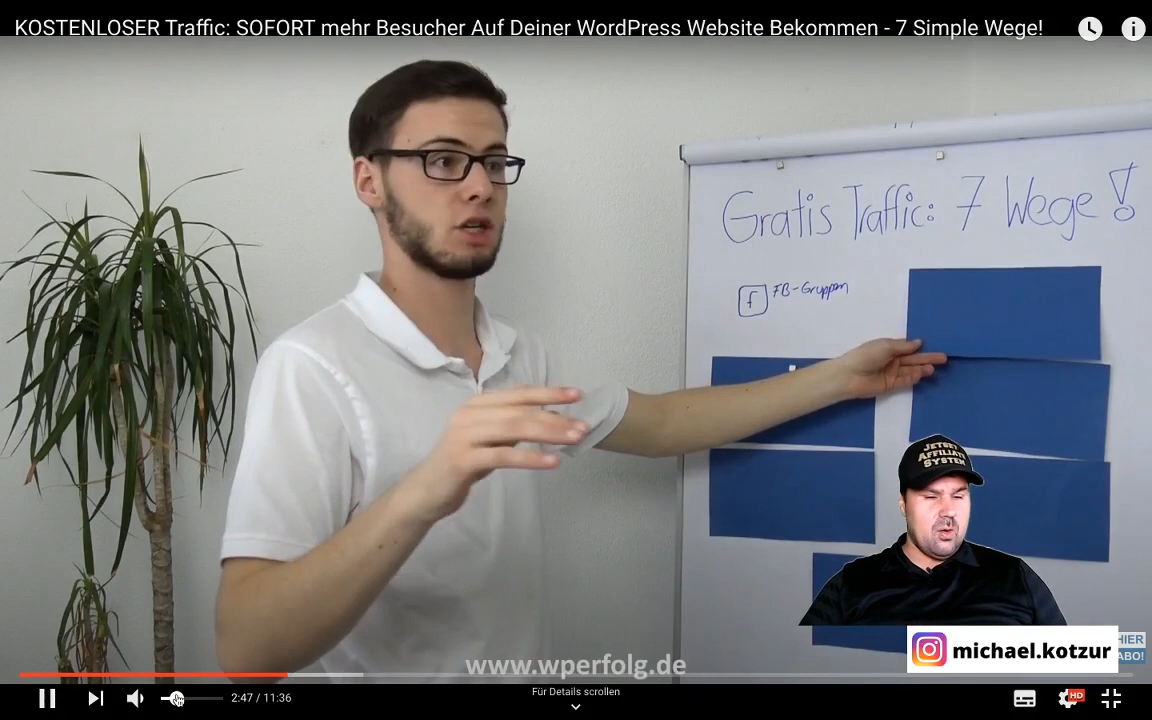 KOSTENLOSER Traffic: SOFORT mehr Besucher Auf Deiner WordPress Website Bekommen - 7 Simple Wege!
Gratis Traffic: 7 Wege!
f FB-Gruppen
JETSET
AFFILIATE
SYSTEM
HIER
ABO!
michael.kotzur
www.wperfolg.de
2:47 / 11:36
Für Details scrollen
HD